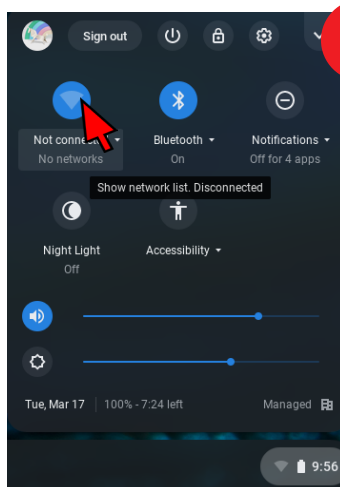 Sign out
Not connected
No networks
Bluetooth
On
Notifications
Off for 4 apps
Show network list. Disconnected
Night Light
Off
Accessibility
Tue, Mar 17
100% - 7:24 left
Managed
9:56